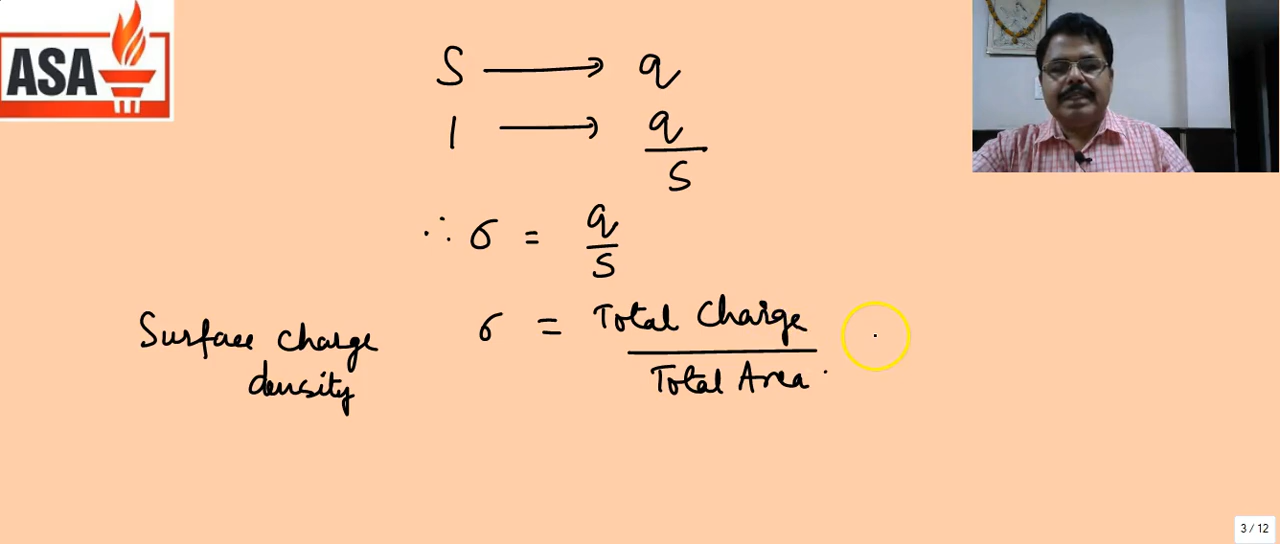 ASA
S → q
1 → q/S
∴ σ = q/S
Surface charge density σ = Total Charge / Total Area.
3 / 12